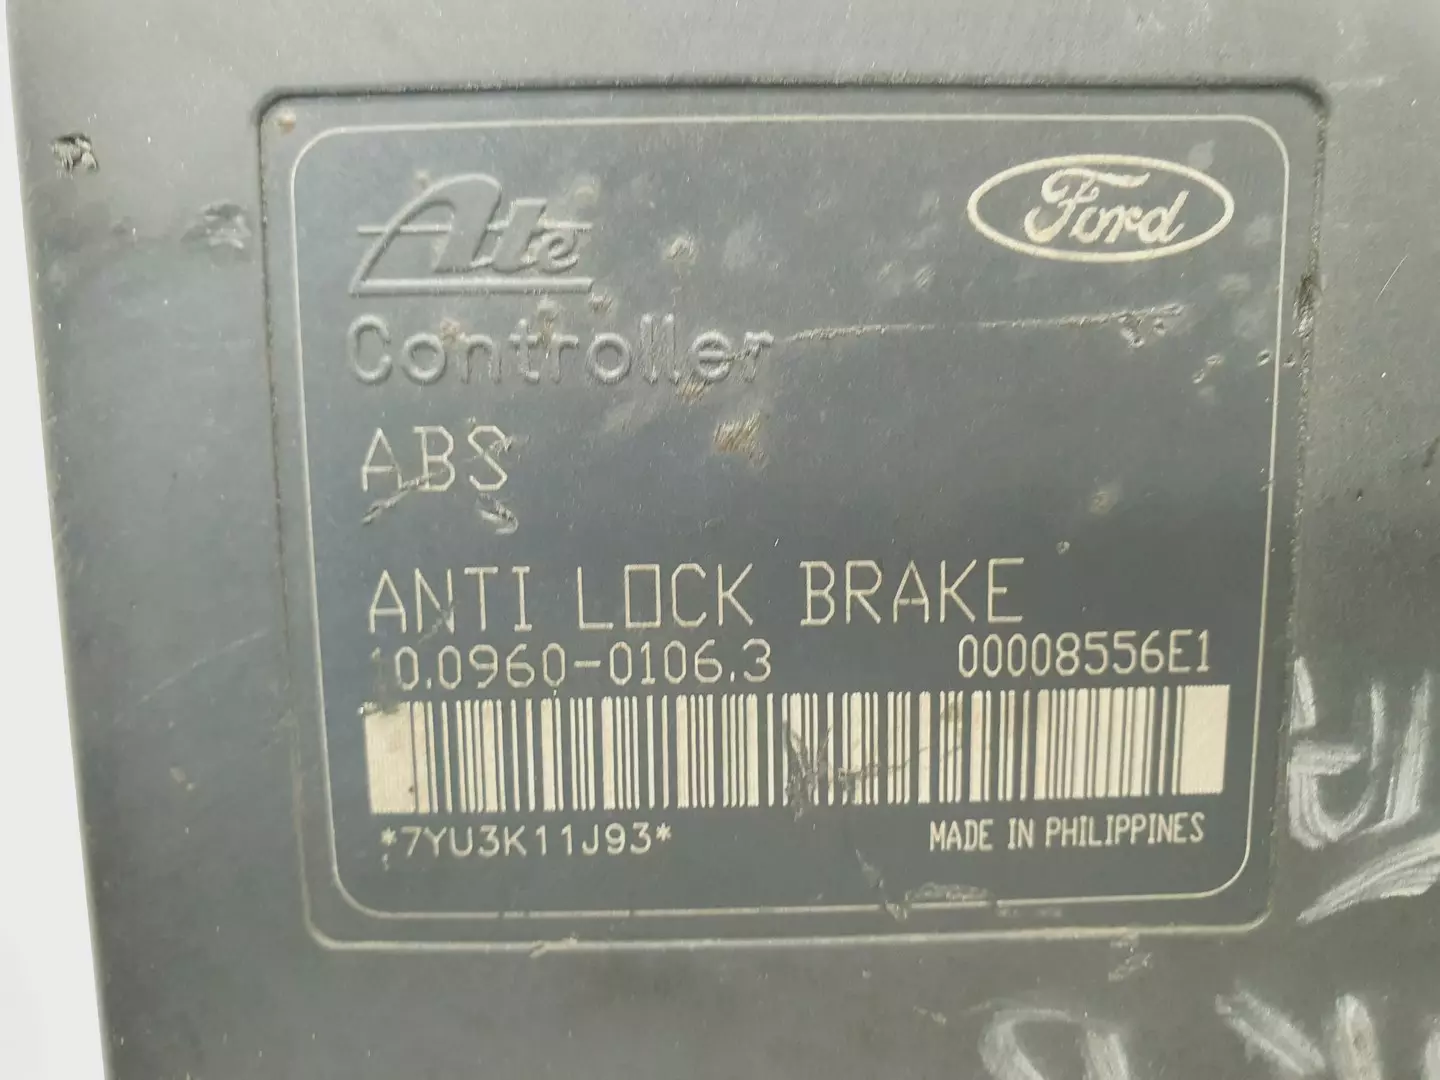 Ate
Ford
Controller
ABS
ANTI LOCK BRAKE
10.0960-0106.3 00008556E1
*7YU3K11J93* MADE IN PHILIPPINES